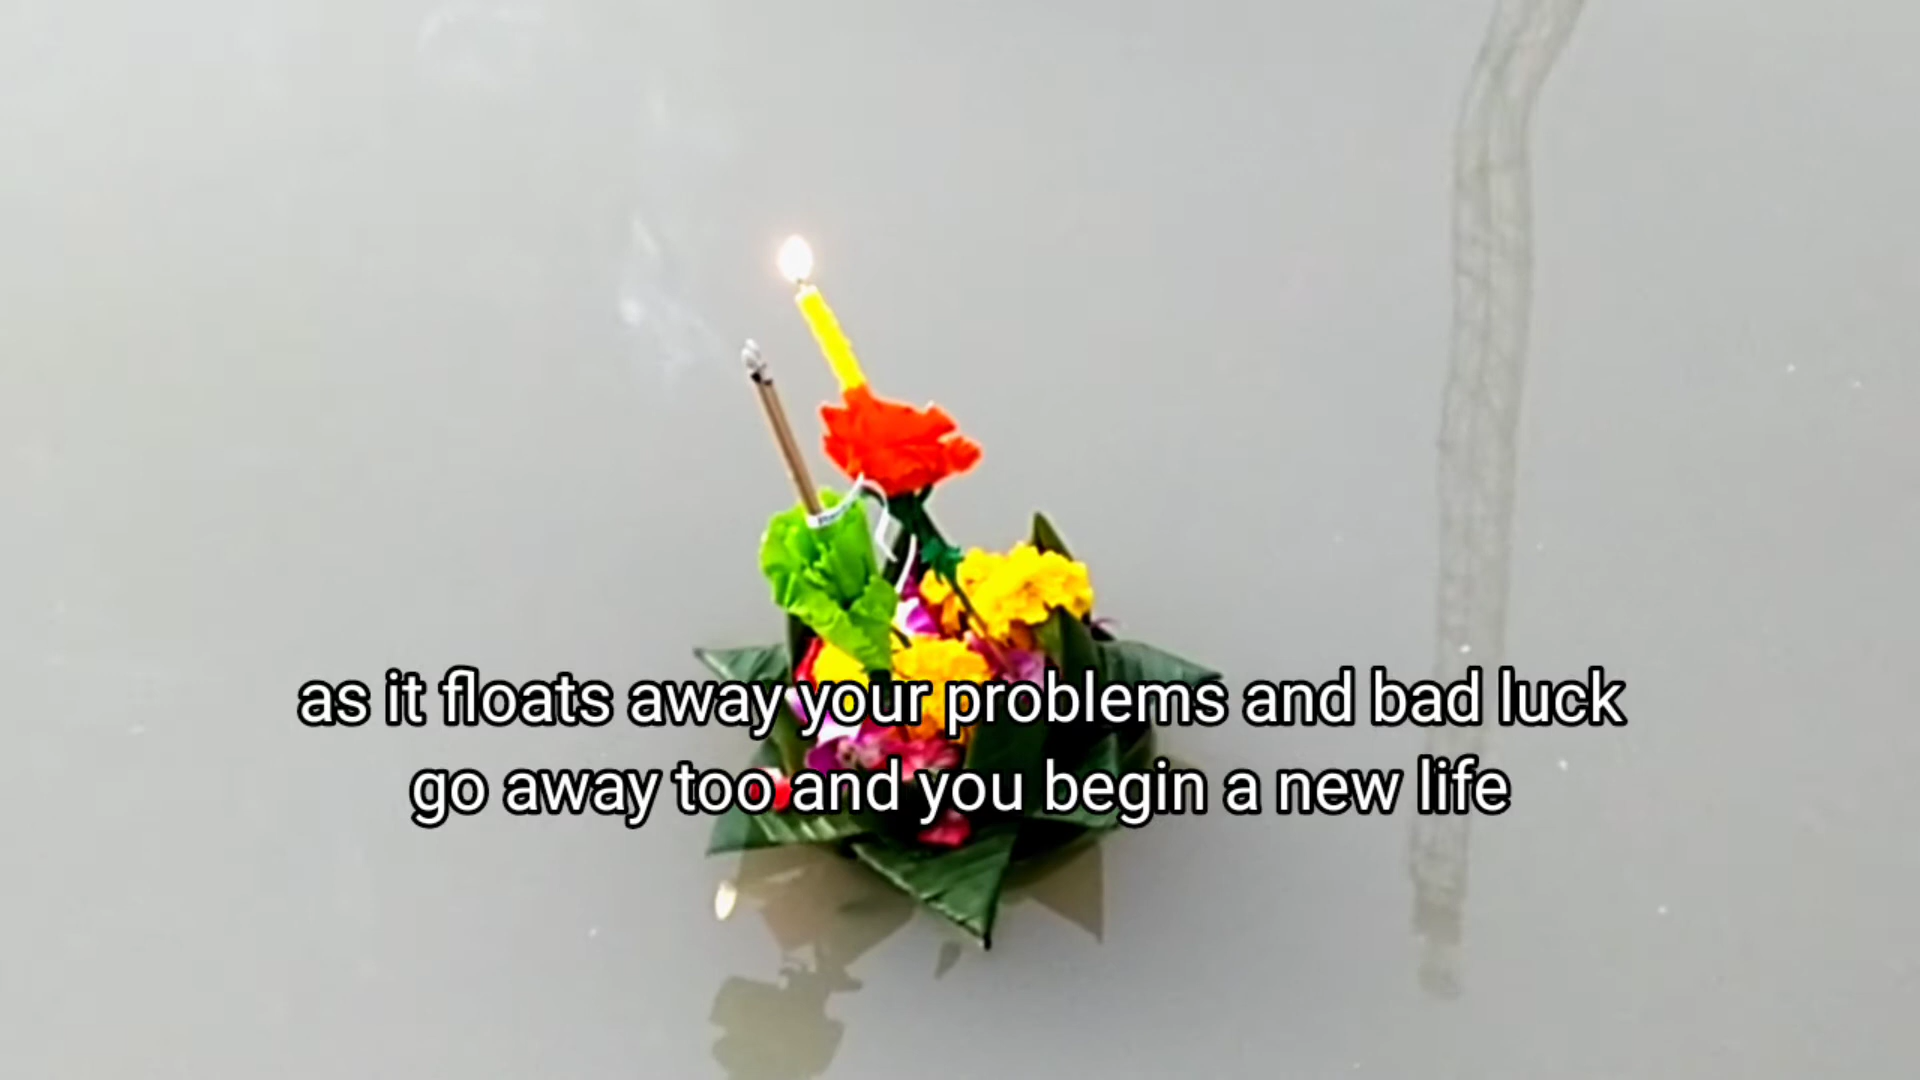 as it floats away your problems and bad luck
go away too and you begin a new life